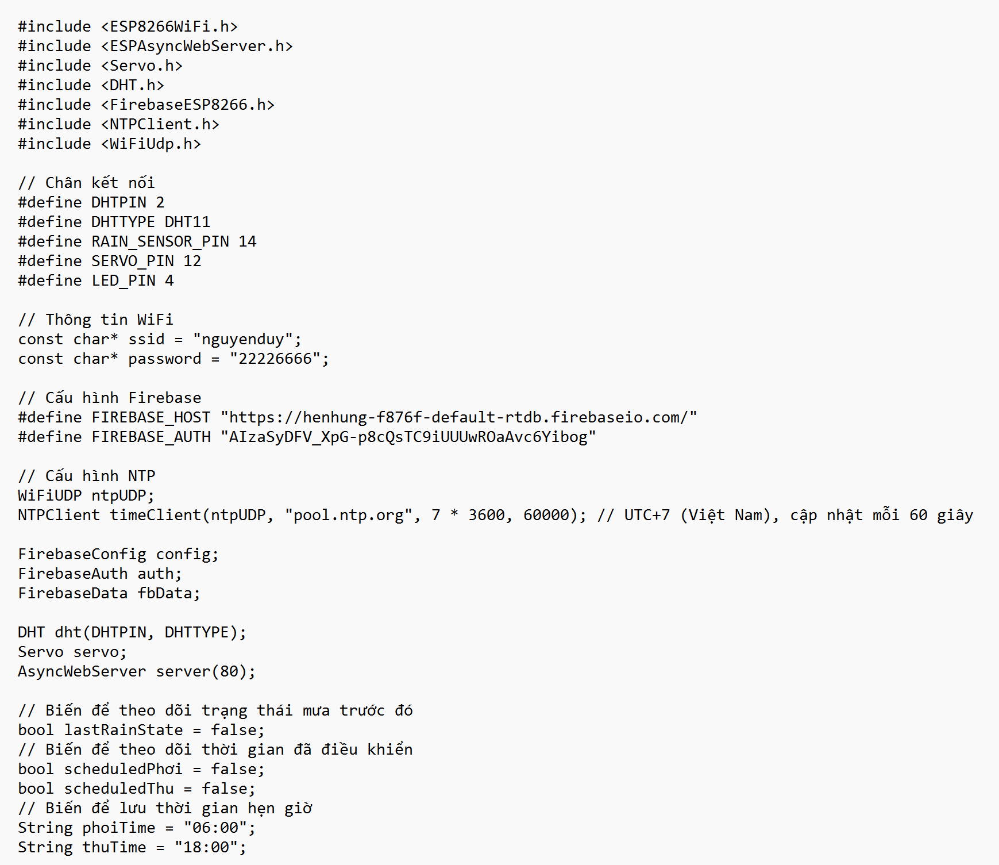 #include <ESP8266WiFi.h>
#include <ESPAsyncWebServer.h>
#include <Servo.h>
#include <DHT.h>
#include <FirebaseESP8266.h>
#include <NTPClient.h>
#include <WiFiUdp.h>

// Chân kết nối
#define DHTPIN 2
#define DHTTYPE DHT11
#define RAIN_SENSOR_PIN 14
#define SERVO_PIN 12
#define LED_PIN 4

// Thông tin WiFi
const char* ssid = "nguyenduy";
const char* password = "22226666";

// Cấu hình Firebase
#define FIREBASE_HOST "https://henhung-f876f-default-rtdb.firebaseio.com/"
#define FIREBASE_AUTH "AIzaSyDFV_XpG-p8cQsTC9iUUUwROaAvc6Yibog"

// Cấu hình NTP
WiFiUDP ntpUDP;
NTPClient timeClient(ntpUDP, "pool.ntp.org", 7 * 3600, 60000); // UTC+7 (Việt Nam), cập nhật mỗi 60 giây

FirebaseConfig config;
FirebaseAuth auth;
FirebaseData fbData;

DHT dht(DHTPIN, DHTTYPE);
Servo servo;
AsyncWebServer server(80);

// Biến để theo dõi trạng thái mưa trước đó
bool lastRainState = false;
// Biến để theo dõi thời gian đã điều khiển
bool scheduledPhơi = false;
bool scheduledThu = false;
// Biến để lưu thời gian hẹn giờ
String phoiTime = "06:00";
String thuTime = "18:00";